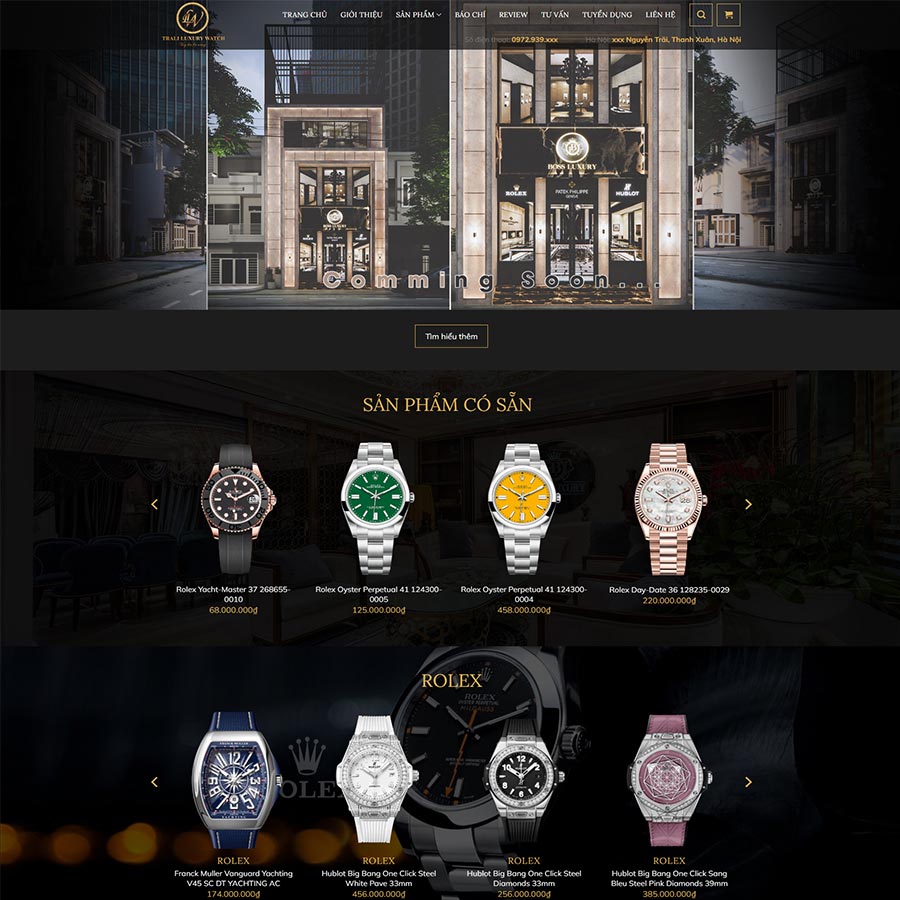 TRALI LUXURY WATCH
TRANG CHỦ
GIỚI THIỆU
SẢN PHẨM
BÁO CHÍ
REVIEW
TƯ VẤN
TUYỂN DỤNG
LIÊN HỆ
Số điện thoại: 0972.939.xxx
Hà Nội: xxx Nguyễn Trãi, Thanh Xuân, Hà Nội
BOSS LUXURY
BOSS LUXURY
ROLEX
PATEK PHILIPPE
GENEVE
HUBLOT
Comming Soon...
Tìm hiểu thêm
SẢN PHẨM CÓ SẴN
Rolex Yacht-Master 37 268655-
0010
68.000.000₫
Rolex Oyster Perpetual 41 124300-
0005
125.000.000₫
Rolex Oyster Perpetual 41 124300-
0004
458.000.000₫
Rolex Day-Date 36 128235-0029
220.000.000₫
ROLEX
ROLEX
OYSTER PERPETUAL
MILGAUSS
ROLEX
Franck Muller Vanguard Yachting
V45 SC DT YACHTING AC
174.000.000₫
ROLEX
Hublot Big Bang One Click Steel
White Pave 33mm
456.000.000₫
ROLEX
Hublot Big Bang One Click Steel
Diamonds 33mm
256.000.000₫
ROLEX
Hublot Big Bang One Click Sang
Bleu Steel Pink Diamonds 39mm
385.000.000₫